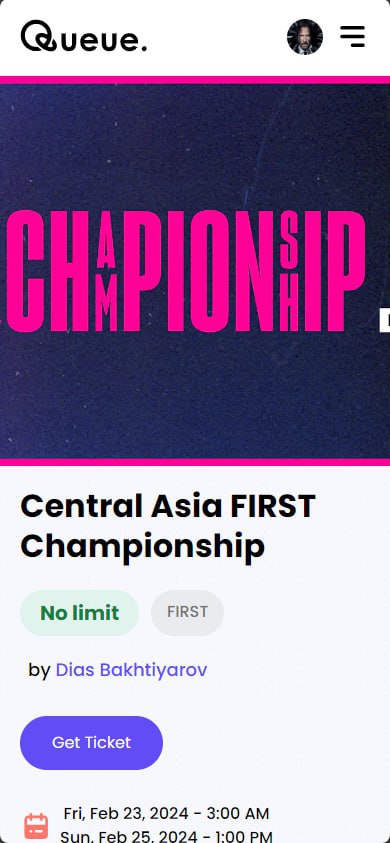 Queue.
CHAMPIONSHIP
Central Asia FIRST
Championship
No limit
FIRST
by Dias Bakhtiyarov
Get Ticket
Fri, Feb 23, 2024 - 3:00 AM
Sun, Feb 25, 2024 - 1:00 PM